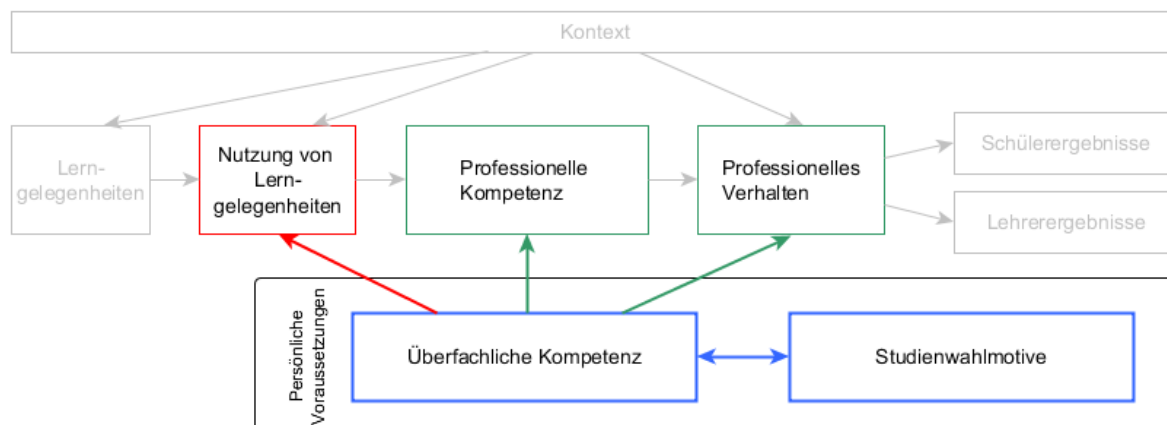 Kontext
Lern-
gelegenheiten
Nutzung von
Lern-
gelegenheiten
Professionelle
Kompetenz
Professionelles
Verhalten
Schülerergebnisse
Lehrerergebnisse
Persönliche
Voraussetzungen
Überfachliche Kompetenz
Studienwahlmotive